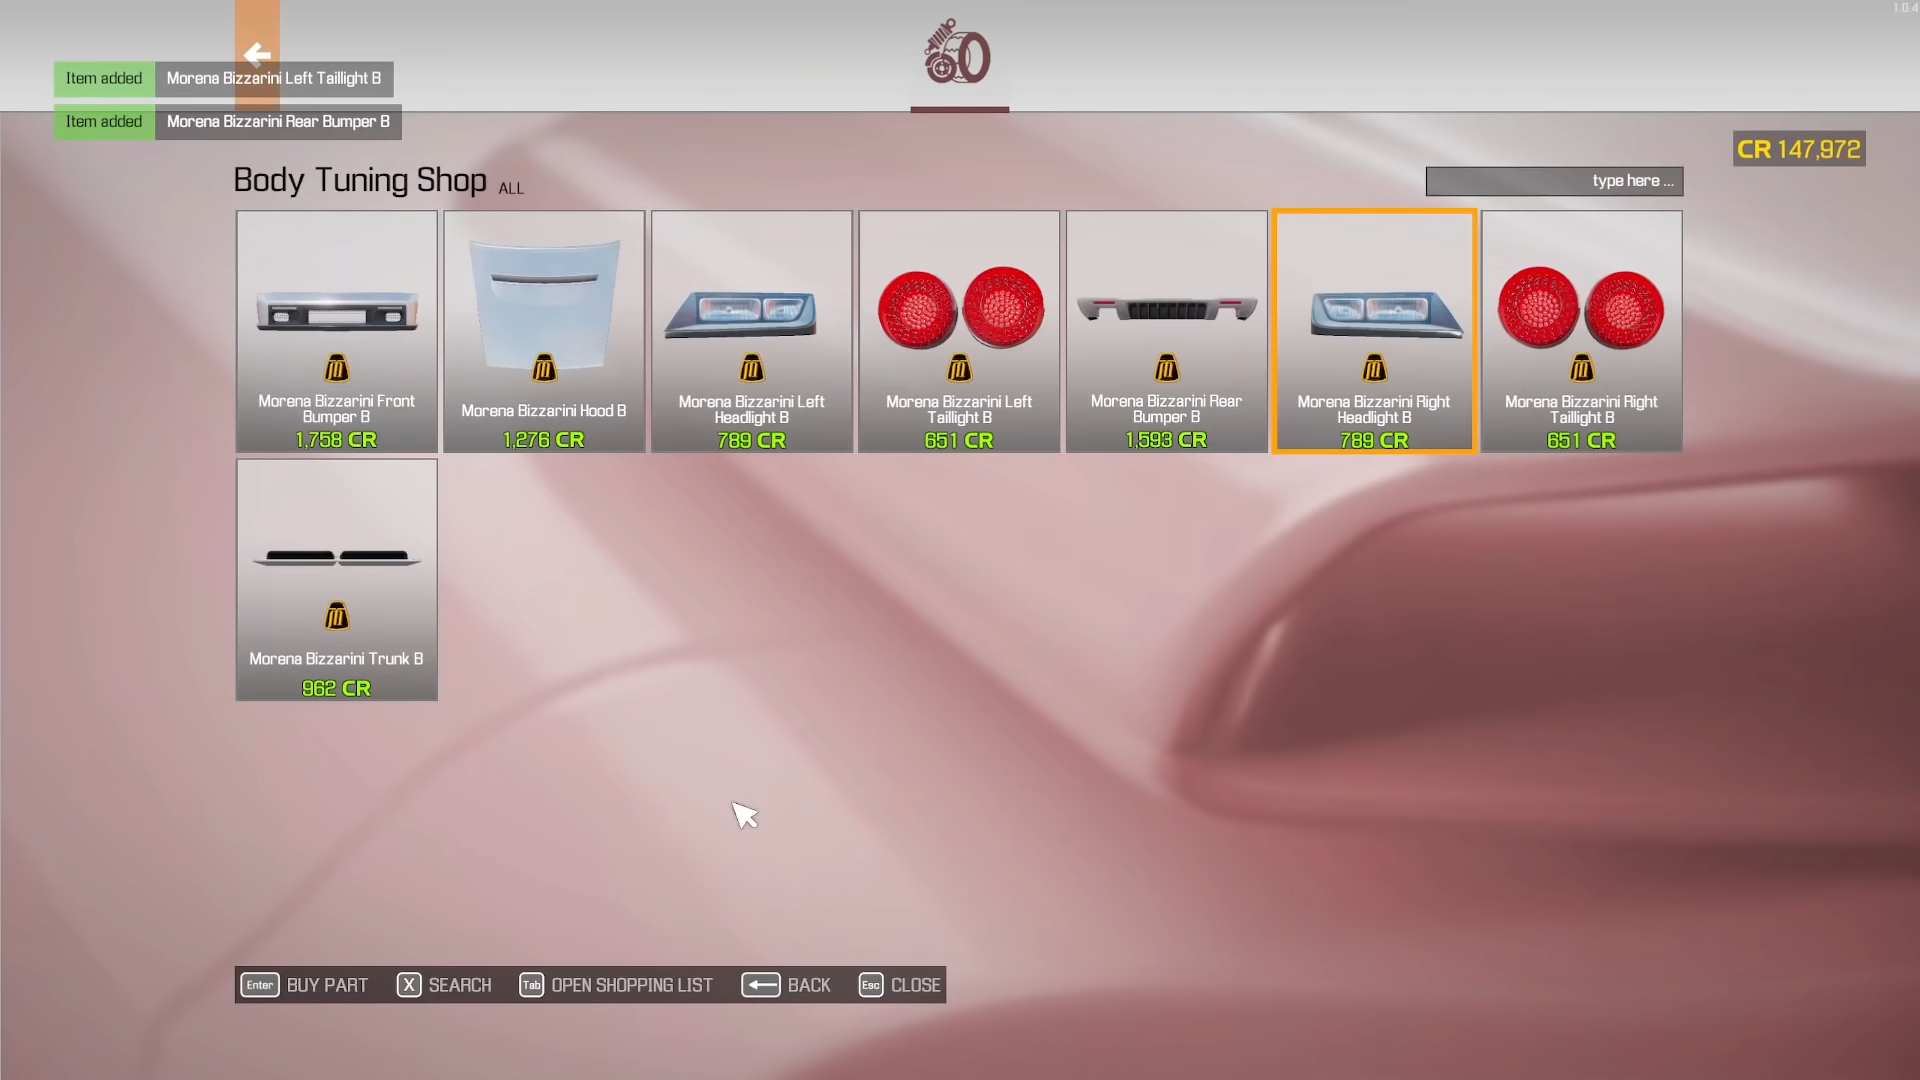 1.0.4
Item added Morena Bizzarini Left Taillight B
Item added Morena Bizzarini Rear Bumper B
CR 147,972
Body Tuning Shop ALL
type here ...
Morena Bizzarini Front
Bumper B
1,758 CR
Morena Bizzarini Hood B
1,276 CR
Morena Bizzarini Left
Headlight B
789 CR
Morena Bizzarini Left
Taillight B
651 CR
Morena Bizzarini Rear
Bumper B
1,593 CR
Morena Bizzarini Right
Headlight B
789 CR
Morena Bizzarini Right
Taillight B
651 CR
Morena Bizzarini Trunk B
962 CR
Enter BUY PART X SEARCH Tab OPEN SHOPPING LIST BACK Esc CLOSE